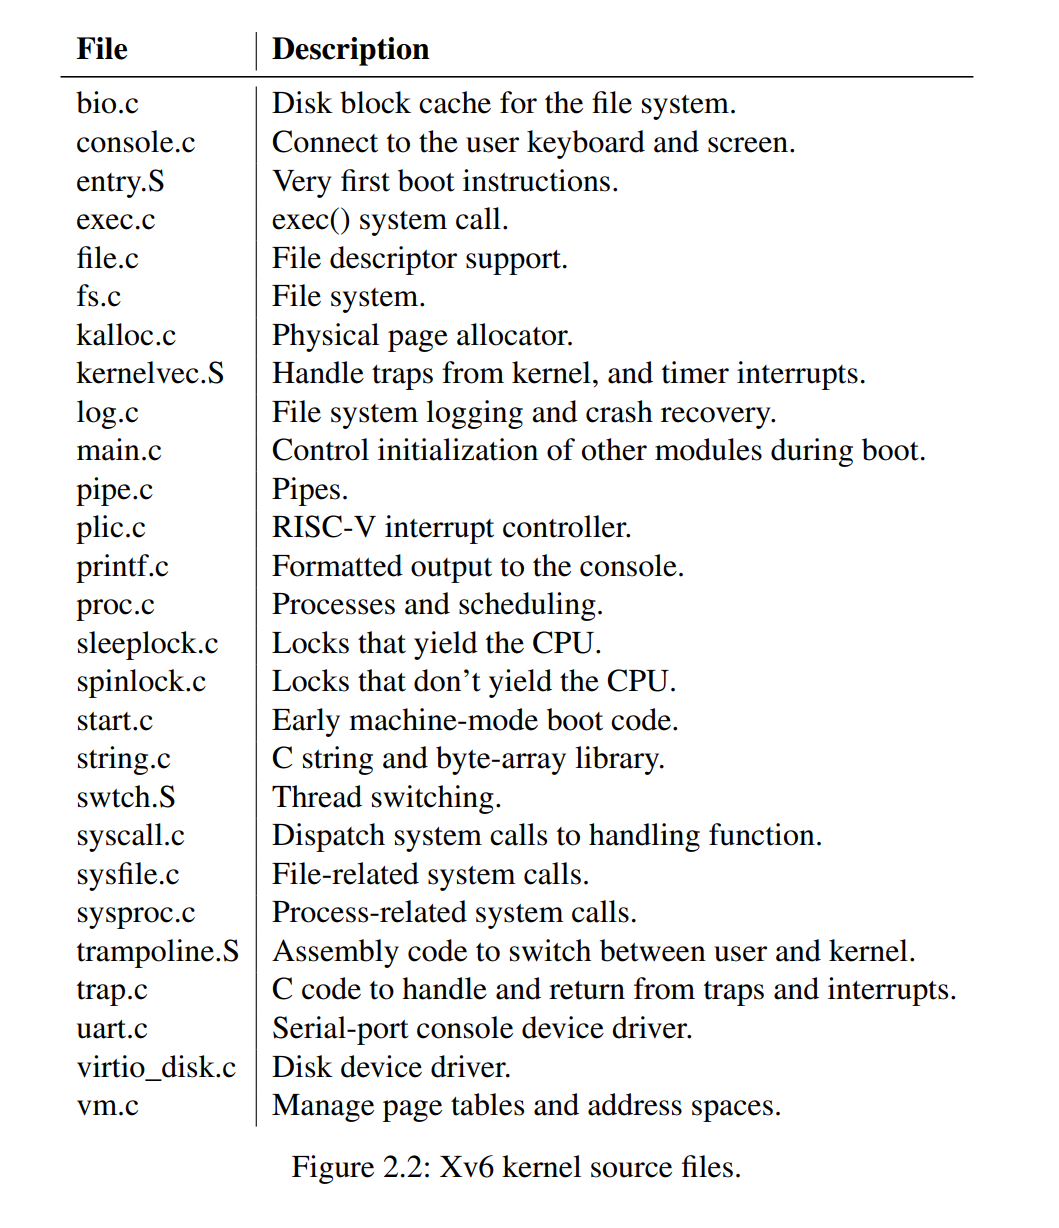 File Description
bio.c Disk block cache for the file system.
console.c Connect to the user keyboard and screen.
entry.S Very first boot instructions.
exec.c exec() system call.
file.c File descriptor support.
fs.c File system.
kalloc.c Physical page allocator.
kernelvec.S Handle traps from kernel, and timer interrupts.
log.c File system logging and crash recovery.
main.c Control initialization of other modules during boot.
pipe.c Pipes.
plic.c RISC-V interrupt controller.
printf.c Formatted output to the console.
proc.c Processes and scheduling.
sleeplock.c Locks that yield the CPU.
spinlock.c Locks that don’t yield the CPU.
start.c Early machine-mode boot code.
string.c C string and byte-array library.
swtch.S Thread switching.
syscall.c Dispatch system calls to handling function.
sysfile.c File-related system calls.
sysproc.c Process-related system calls.
trampoline.S Assembly code to switch between user and kernel.
trap.c C code to handle and return from traps and interrupts.
uart.c Serial-port console device driver.
virtio_disk.c Disk device driver.
vm.c Manage page tables and address spaces.
Figure 2.2: Xv6 kernel source files.